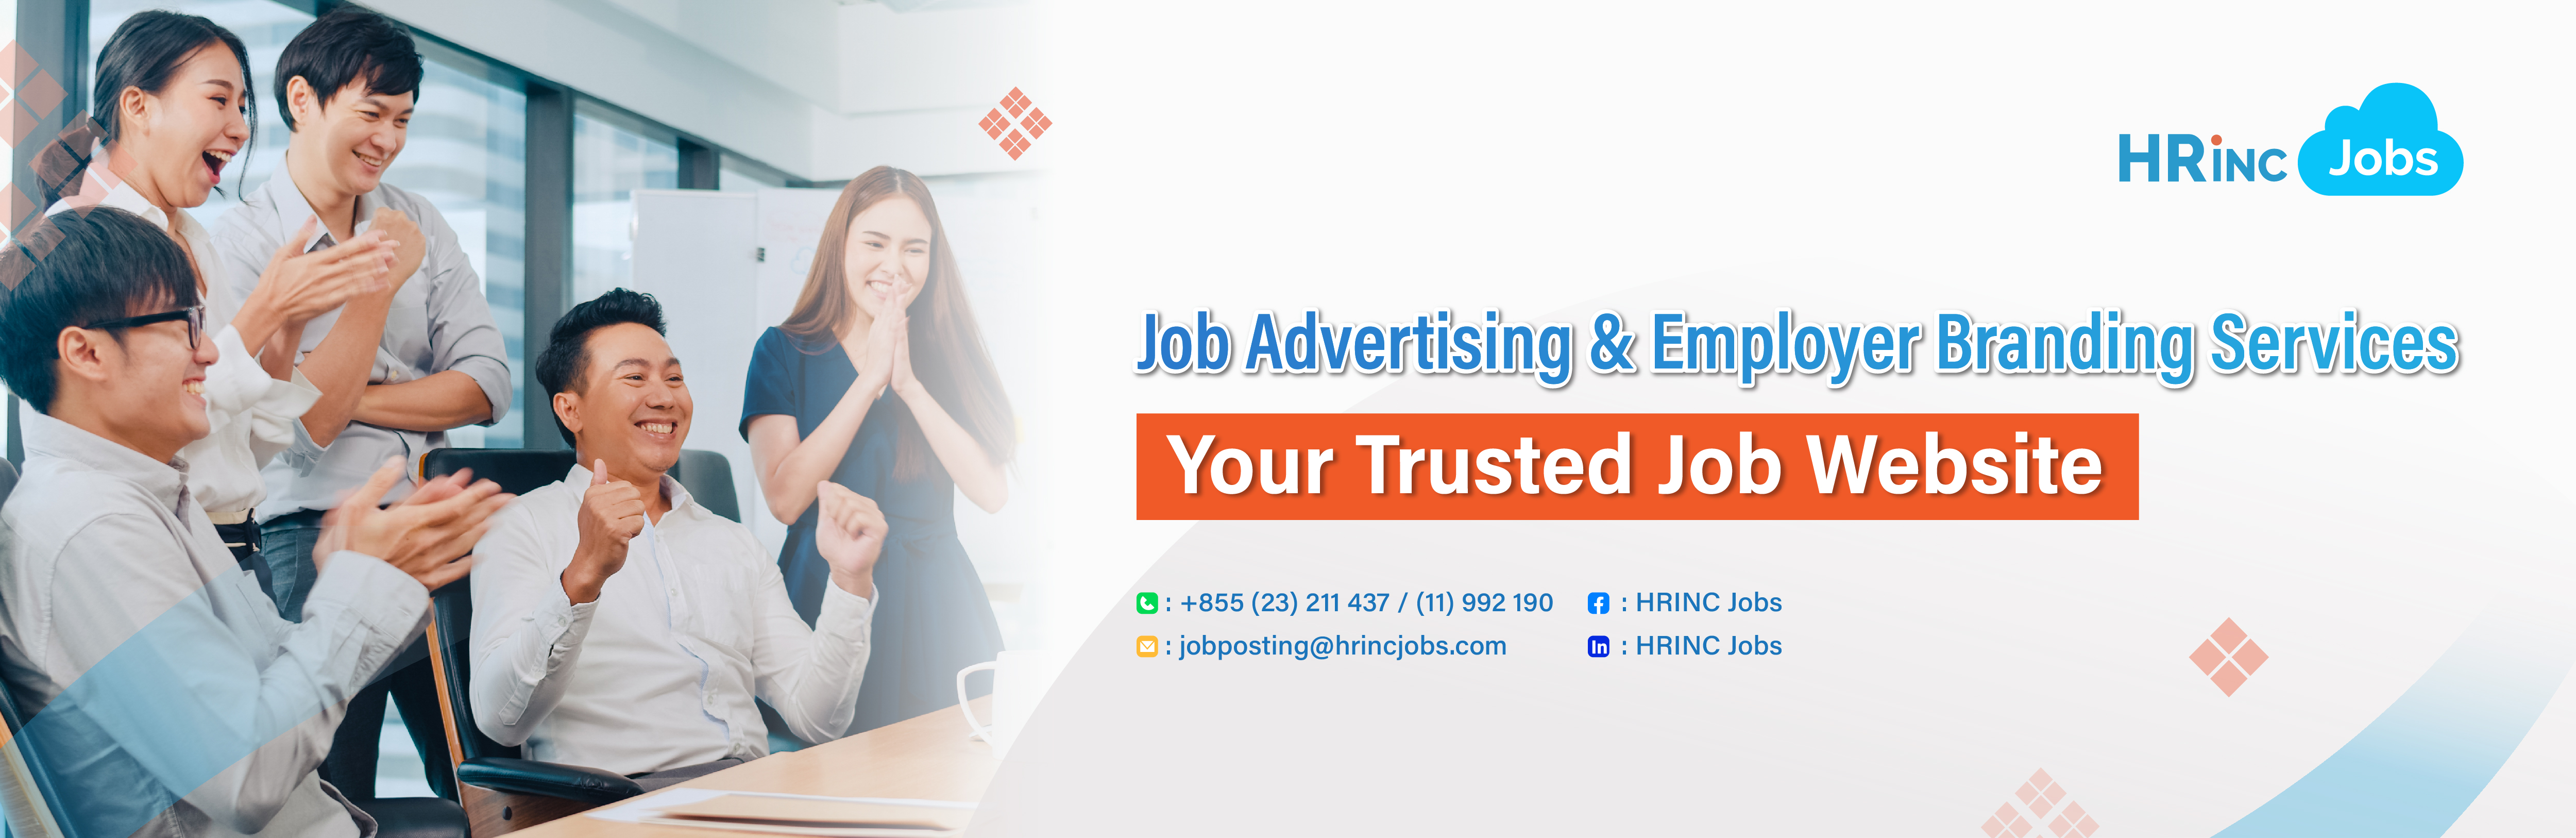 HRINC Jobs
Job Advertising & Employer Branding Services
Your Trusted Job Website
: +855 (23) 211 437 / (11) 992 190
: HRINC Jobs
: jobposting@hrincjobs.com
in : HRINC Jobs